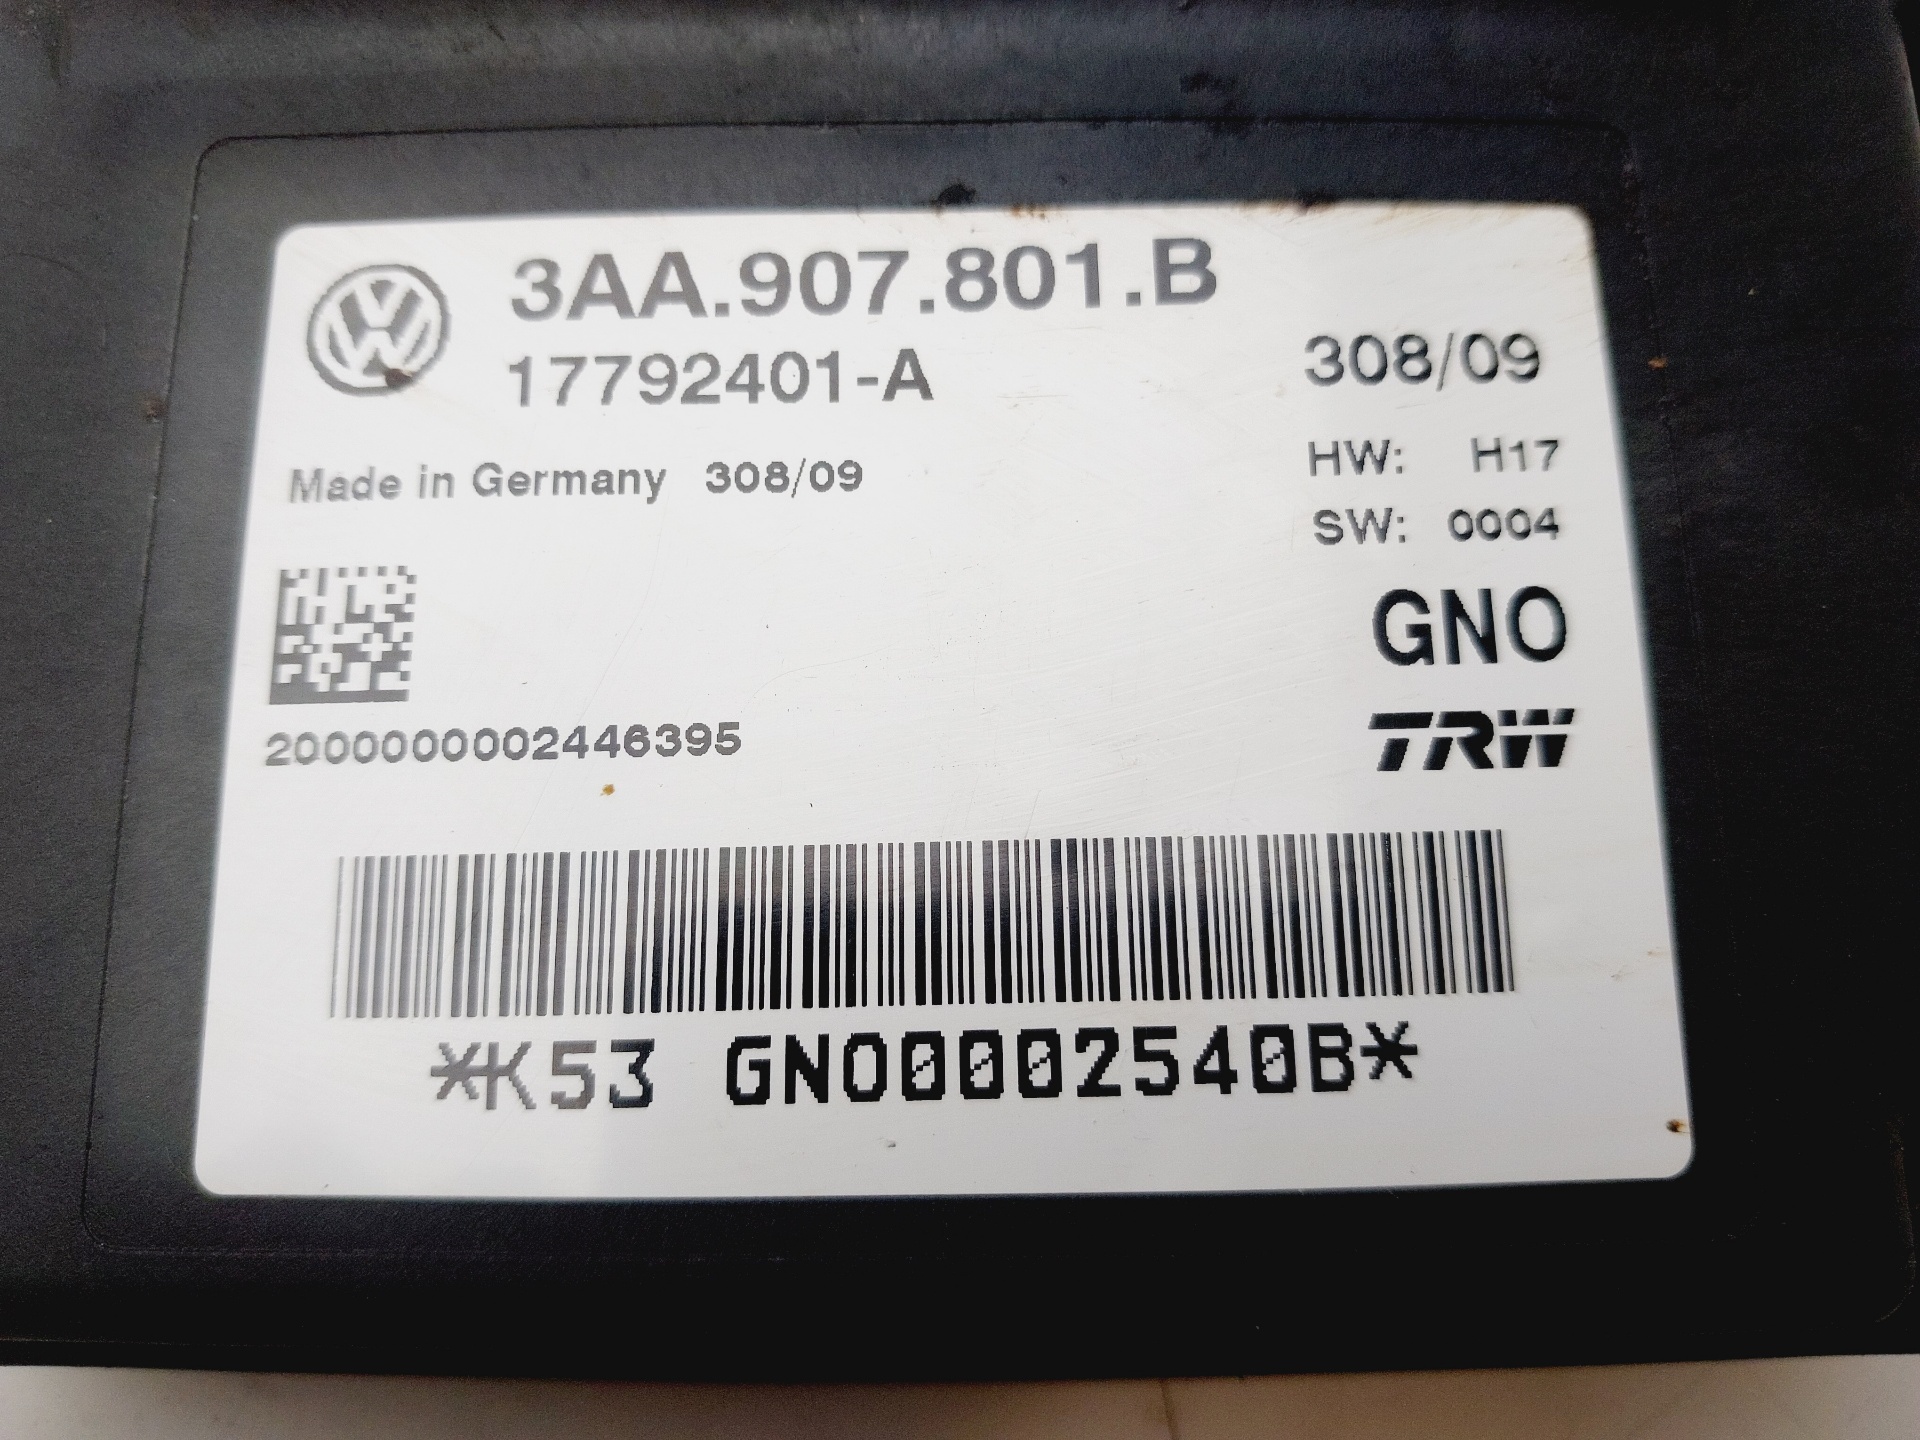 3AA.907.801.B
17792401-A
308/09
Made in Germany 308/09
HW: H17
SW: 0004
GNO
TRW
2000000002446395
*K53 GNO00002540B*